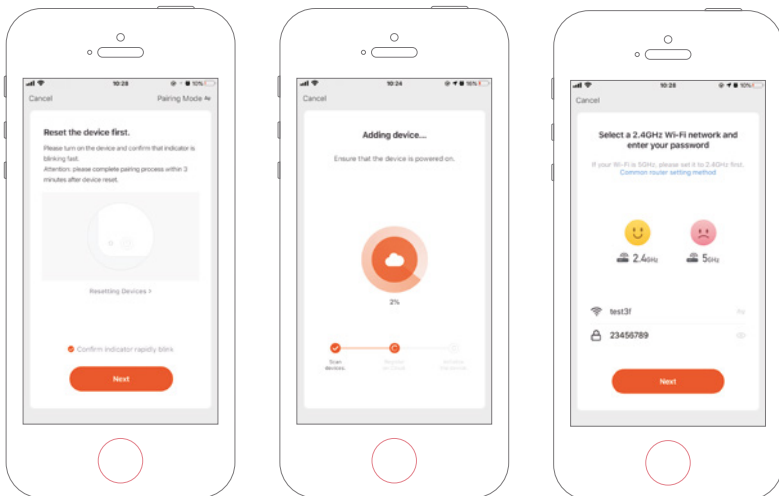 10:28
10%
Cancel
Pairing Mode
Reset the device first.
Please turn on the device and confirm that indicator is
blinking fast.
Attention: please complete pairing process within 3
minutes after device reset.
Resetting Devices >
Confirm indicator rapidly blink
Next
10:24
16%
Cancel
Adding device...
Ensure that the device is powered on.
2%
Scan
devices.
Next
10:28
10%
Cancel
Select a 2.4GHz Wi-Fi network and
enter your password
If your Wi-Fi is 5GHz, please set it to 2.4GHz first.
Common router setting method
2.4GHz
5GHz
test3f
23456789
Next